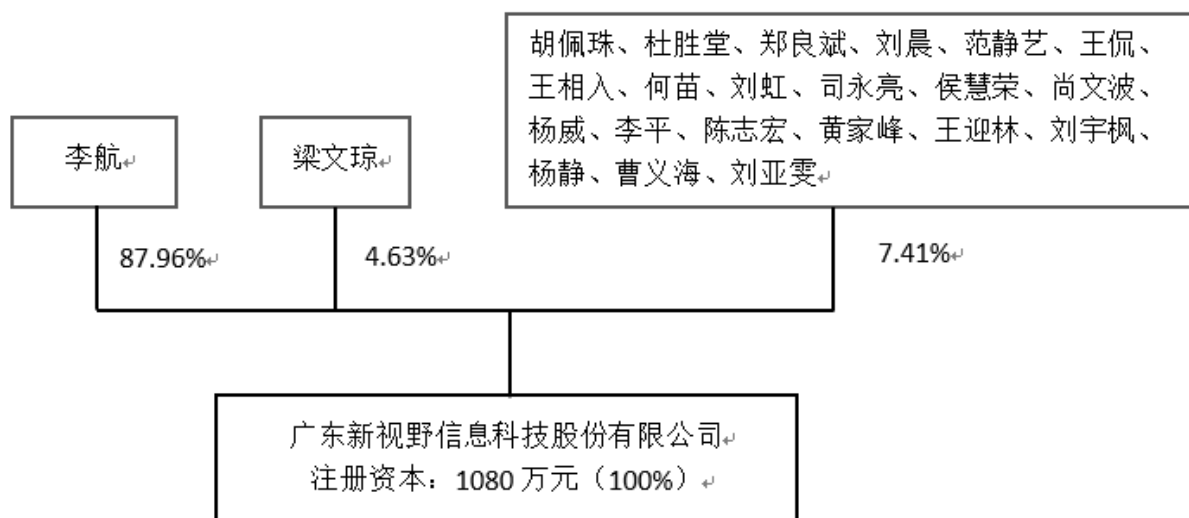 胡佩珠、杜胜堂、郑良斌、刘晨、范静艺、王侃、
王相入、何苗、刘虹、司永亮、侯慧荣、尚文波、
杨威、李平、陈志宏、黄家峰、王迎林、刘宇枫、
杨静、曹义海、刘亚雯
李航
梁文琼
87.96%
4.63%
7.41%
广东新视野信息科技股份有限公司
注册资本：1080万元（100%）